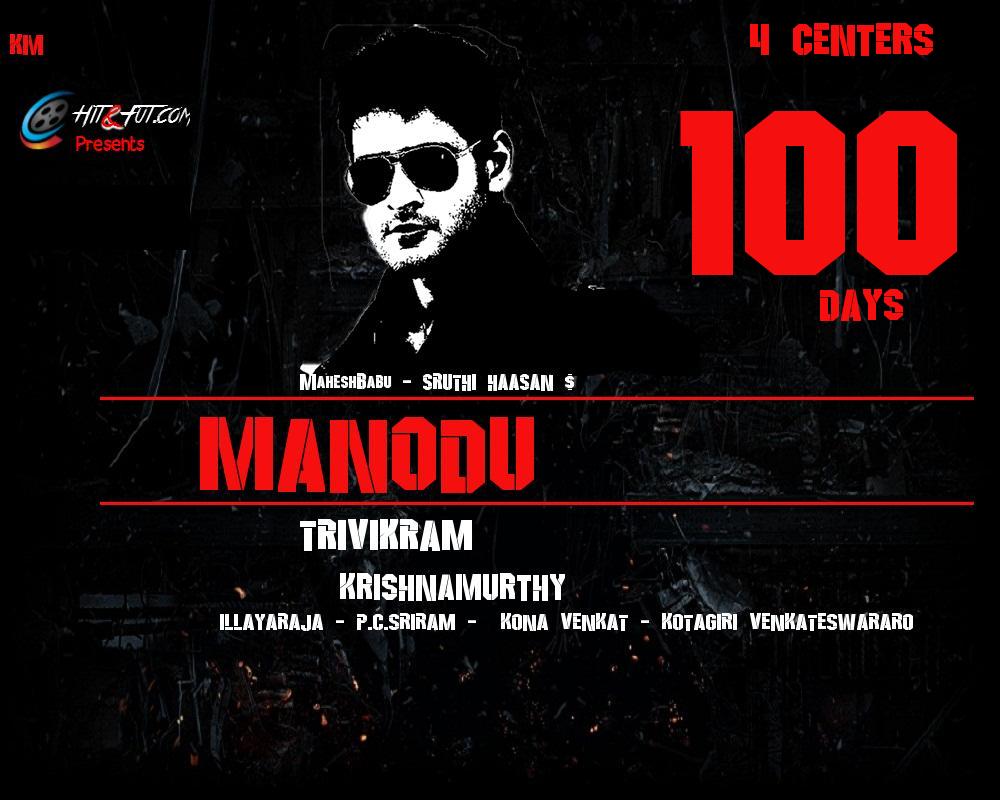 KM
4 CENTERS
HIT&FUT.COM
Presents
100
DAYS
MAHESHBABU - SRUTHI HAASAN $
MANODU
TRIVIKRAM
KRISHNAMURTHY
ILLAYARAJA - P.C.SRIRAM - KONA VENKAT - KOTAGIRI VENKATESWARARO